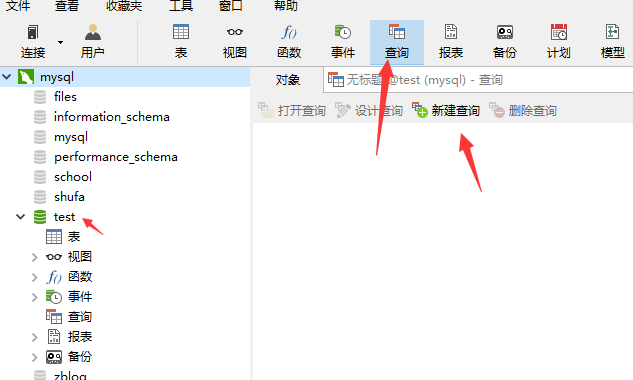 文件 查看 收藏夹 工具 窗口 帮助
连接 用户 表 视图 函数 事件 查询 报表 备份 计划 模型
mysql
对象 无标题 @test (mysql) - 查询
打开查询 设计查询 新建查询 删除查询
files
information_schema
mysql
performance_schema
school
shufa
test
表
视图
函数
事件
查询
报表
备份
zblog